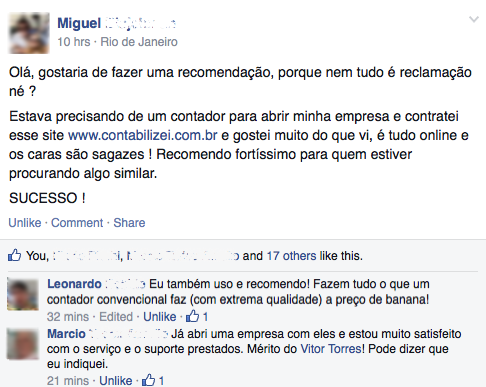 Miguel
10 hrs · Rio de Janeiro
Olá, gostaria de fazer uma recomendação, porque nem tudo é reclamação
né ?
Estava precisando de um contador para abrir minha empresa e contratei
esse site www.contabilizei.com.br e gostei muito do que vi, é tudo online e
os caras são sagazes ! Recomendo fortíssimo para quem estiver
procurando algo similar.
SUCESSO !
Unlike · Comment · Share
You, and 17 others like this.
Leonardo Eu também uso e recomendo! Fazem tudo o que um
contador convencional faz (com extrema qualidade) a preço de banana!
32 mins · Edited · Unlike · 1
Marcio Já abri uma empresa com eles e estou muito satisfeito
com o serviço e o suporte prestados. Mérito do Vitor Torres! Pode dizer que
eu indiquei.
21 mins · Unlike · 1